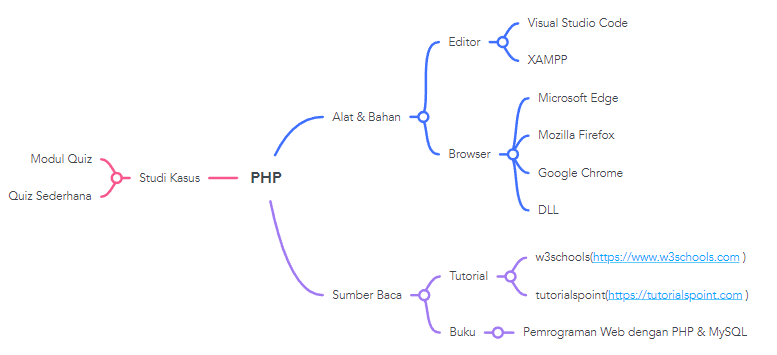 PHP
Alat & Bahan
Editor
Visual Studio Code
XAMPP
Browser
Microsoft Edge
Mozilla Firefox
Google Chrome
DLL
Sumber Baca
Tutorial
w3schools(https://www.w3schools.com )
tutorialspoint(https://tutorialspoint.com )
Buku
Pemrograman Web dengan PHP & MySQL
Studi Kasus
Modul Quiz
Quiz Sederhana